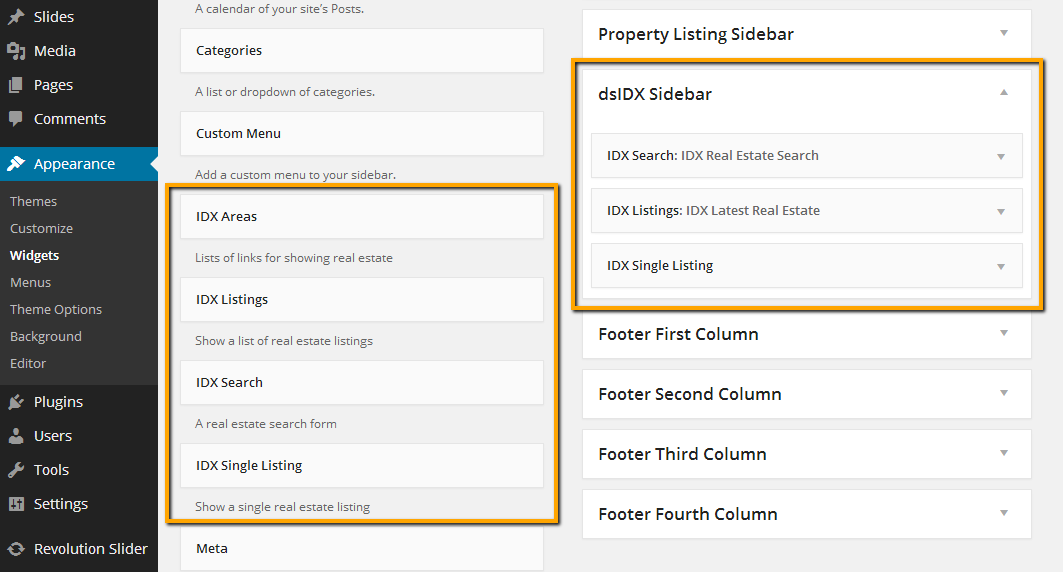 Slides
Media
Pages
Comments
Appearance
Themes
Customize
Widgets
Menus
Theme Options
Background
Editor
Plugins
Users
Tools
Settings
Revolution Slider
A calendar of your site's Posts.
Categories
A list or dropdown of categories.
Custom Menu
Add a custom menu to your sidebar.
IDX Areas
Lists of links for showing real estate
IDX Listings
Show a list of real estate listings
IDX Search
A real estate search form
IDX Single Listing
Show a single real estate listing
Meta
Property Listing Sidebar
dsIDX Sidebar
IDX Search: IDX Real Estate Search
IDX Listings: IDX Latest Real Estate
IDX Single Listing
Footer First Column
Footer Second Column
Footer Third Column
Footer Fourth Column